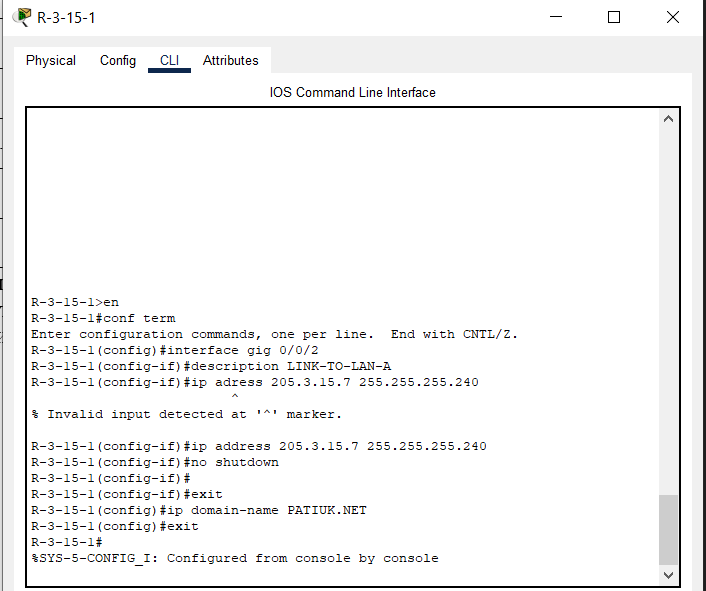 R-3-15-1
Physical Config CLI Attributes
IOS Command Line Interface
R-3-15-1>en
R-3-15-1#conf term
Enter configuration commands, one per line.  End with CNTL/Z.
R-3-15-1(config)#interface gig 0/0/2
R-3-15-1(config-if)#description LINK-TO-LAN-A
R-3-15-1(config-if)#ip adress 205.3.15.7 255.255.255.240
^
% Invalid input detected at '^' marker.
R-3-15-1(config-if)#ip address 205.3.15.7 255.255.255.240
R-3-15-1(config-if)#no shutdown
R-3-15-1(config-if)#
R-3-15-1(config-if)#exit
R-3-15-1(config)#ip domain-name PATIUK.NET
R-3-15-1(config)#exit
R-3-15-1#
%SYS-5-CONFIG_I: Configured from console by console